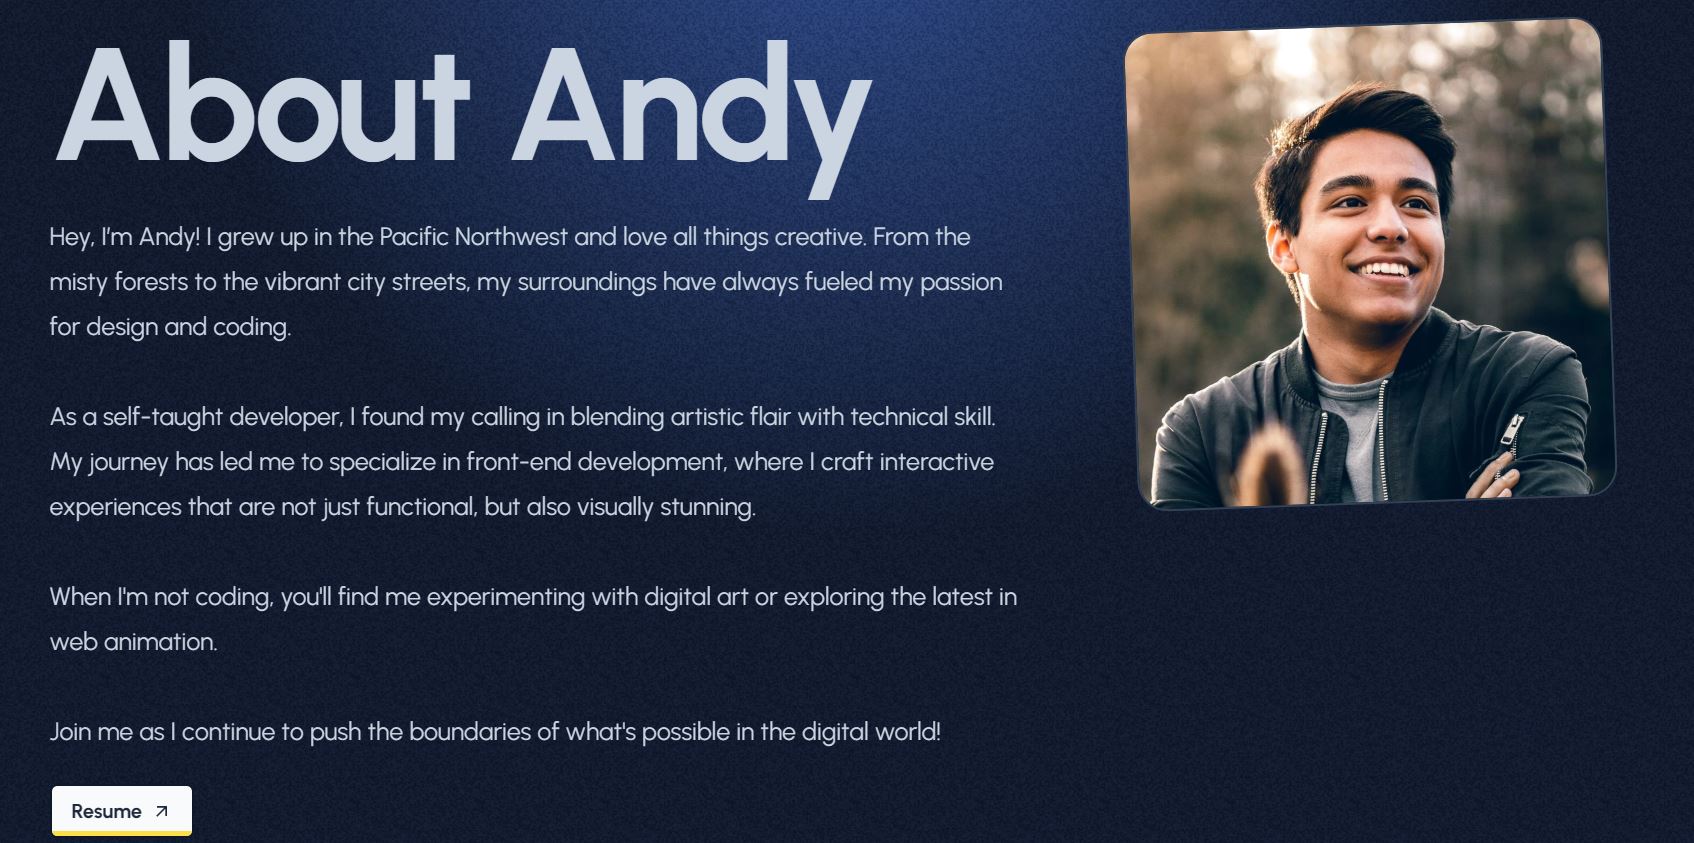 About Andy
Hey, I’m Andy! I grew up in the Pacific Northwest and love all things creative. From the
misty forests to the vibrant city streets, my surroundings have always fueled my passion
for design and coding.
As a self-taught developer, I found my calling in blending artistic flair with technical skill.
My journey has led me to specialize in front-end development, where I craft interactive
experiences that are not just functional, but also visually stunning.
When I'm not coding, you'll find me experimenting with digital art or exploring the latest in
web animation.
Join me as I continue to push the boundaries of what's possible in the digital world!
Resume